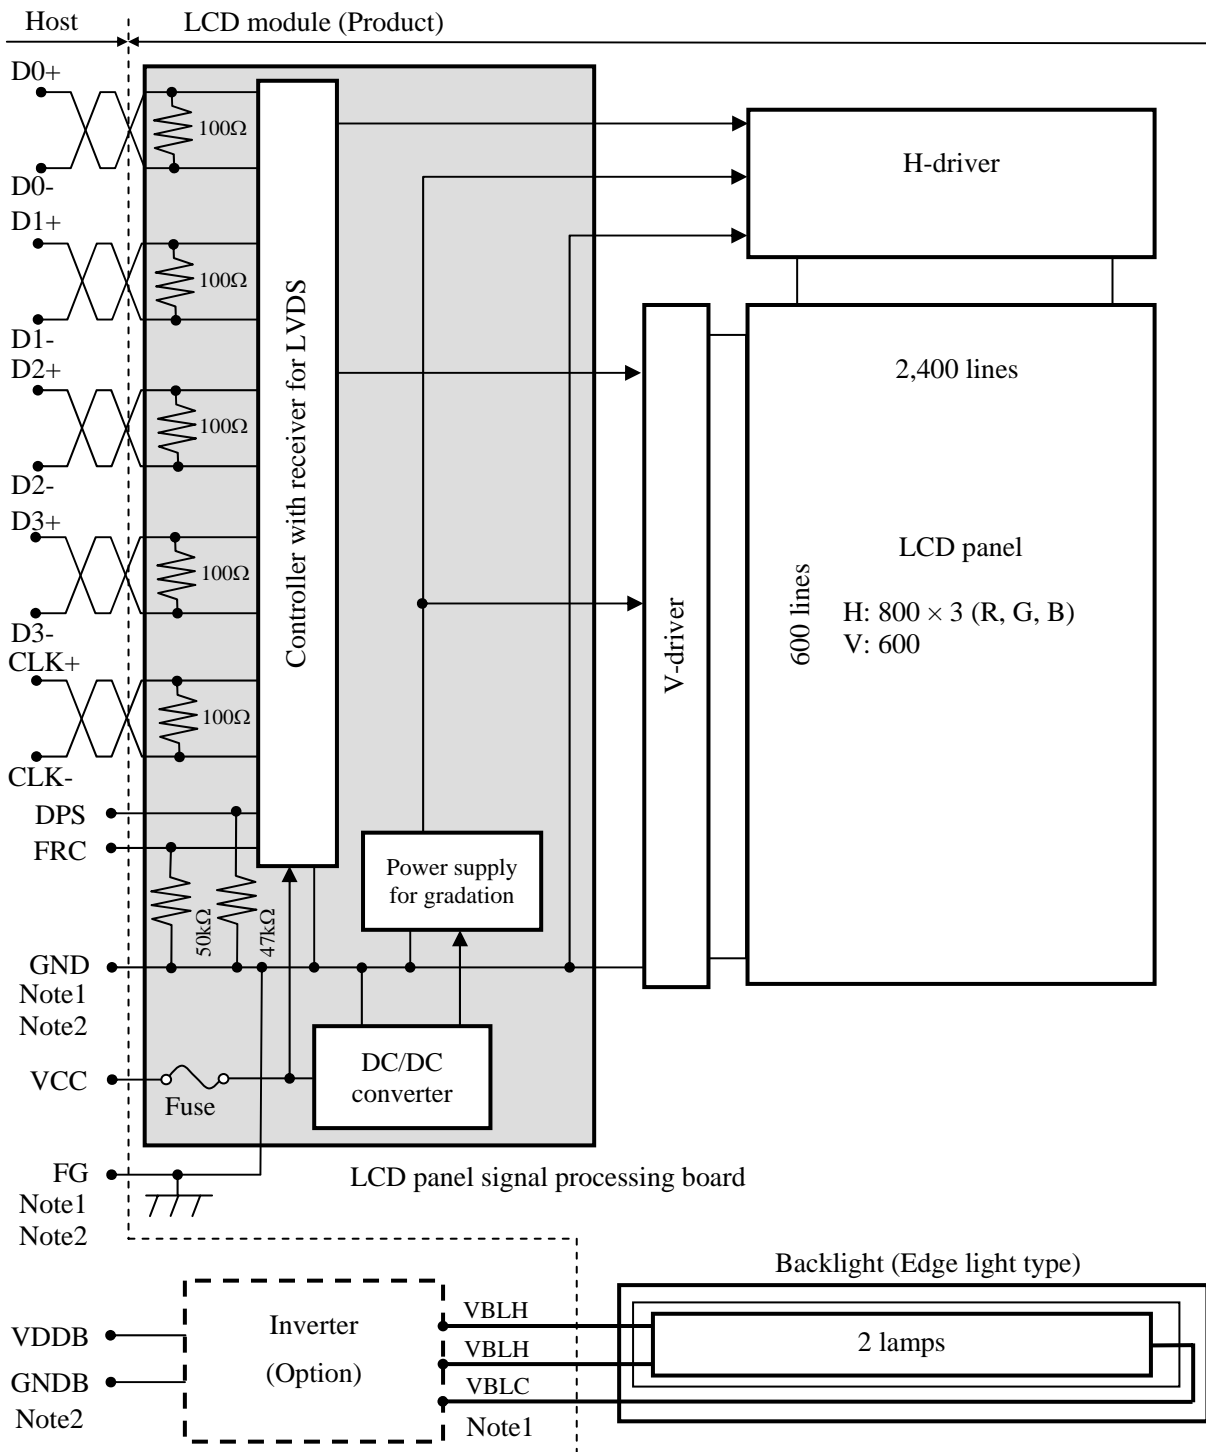 Host
LCD module (Product)
D0+
100Ω
D0-
D1+
100Ω
D1-
D2+
100Ω
D2-
D3+
100Ω
D3-
CLK+
100Ω
CLK-
DPS
FRC
50kΩ
47kΩ
GND
Note1
Note2
VCC
Fuse
FG
Note1
Note2
Controller with receiver for LVDS
Power supply
for gradation
DC/DC
converter
LCD panel signal processing board
H-driver
V-driver
2,400 lines
600 lines
LCD panel
H: 800 × 3 (R, G, B)
V: 600
Backlight (Edge light type)
VDDB
GNDB
Note2
Inverter
(Option)
VBLH
VBLH
VBLC
Note1
2 lamps